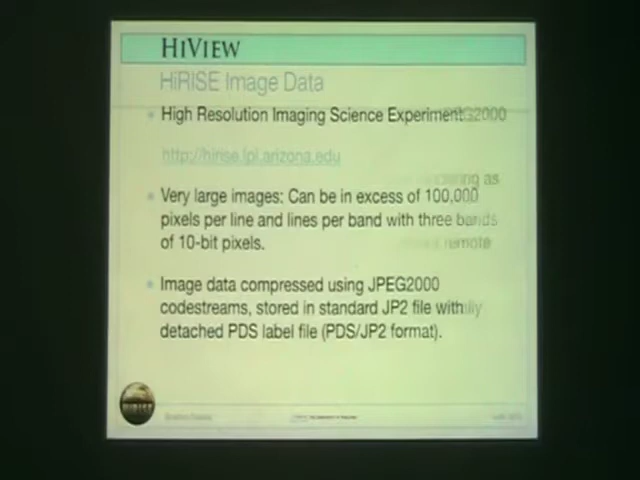 HIVIEW
HiRISE Image Data
High Resolution Imaging Science Experiment
http://hirise.lpl.arizona.edu
Very large images: Can be in excess of 100,000
pixels per line and lines per band with three bands
of 10-bit pixels.
Image data compressed using JPEG2000
codestreams, stored in standard JP2 file with
detached PDS label file (PDS/JP2 format).
HiRISE